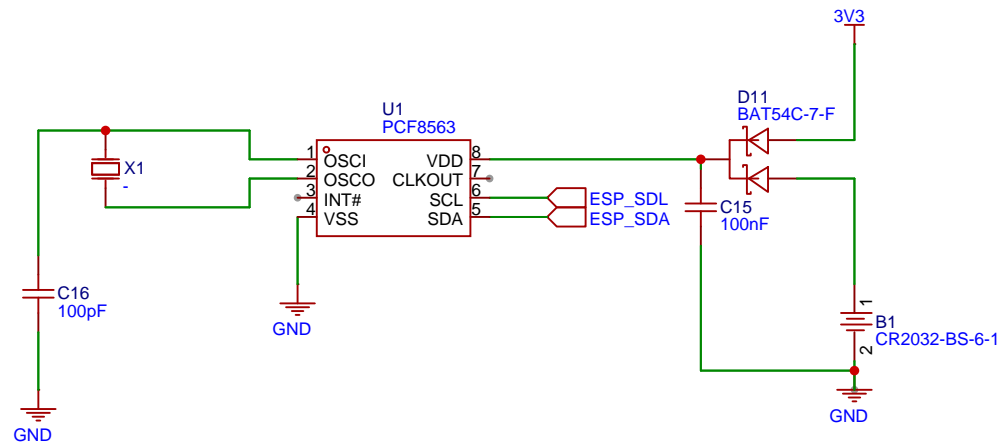 3V3
D11
BAT54C-7-F
U1
PCF8563
X1
-
1
OSCI
VDD
8
2
OSCO
CLKOUT
7
3
INT#
SCL
6
ESP_SDL
4
VSS
SDA
5
ESP_SDA
C15
100nF
C16
100pF
GND
1
B1
CR2032-BS-6-1
2
GND
GND